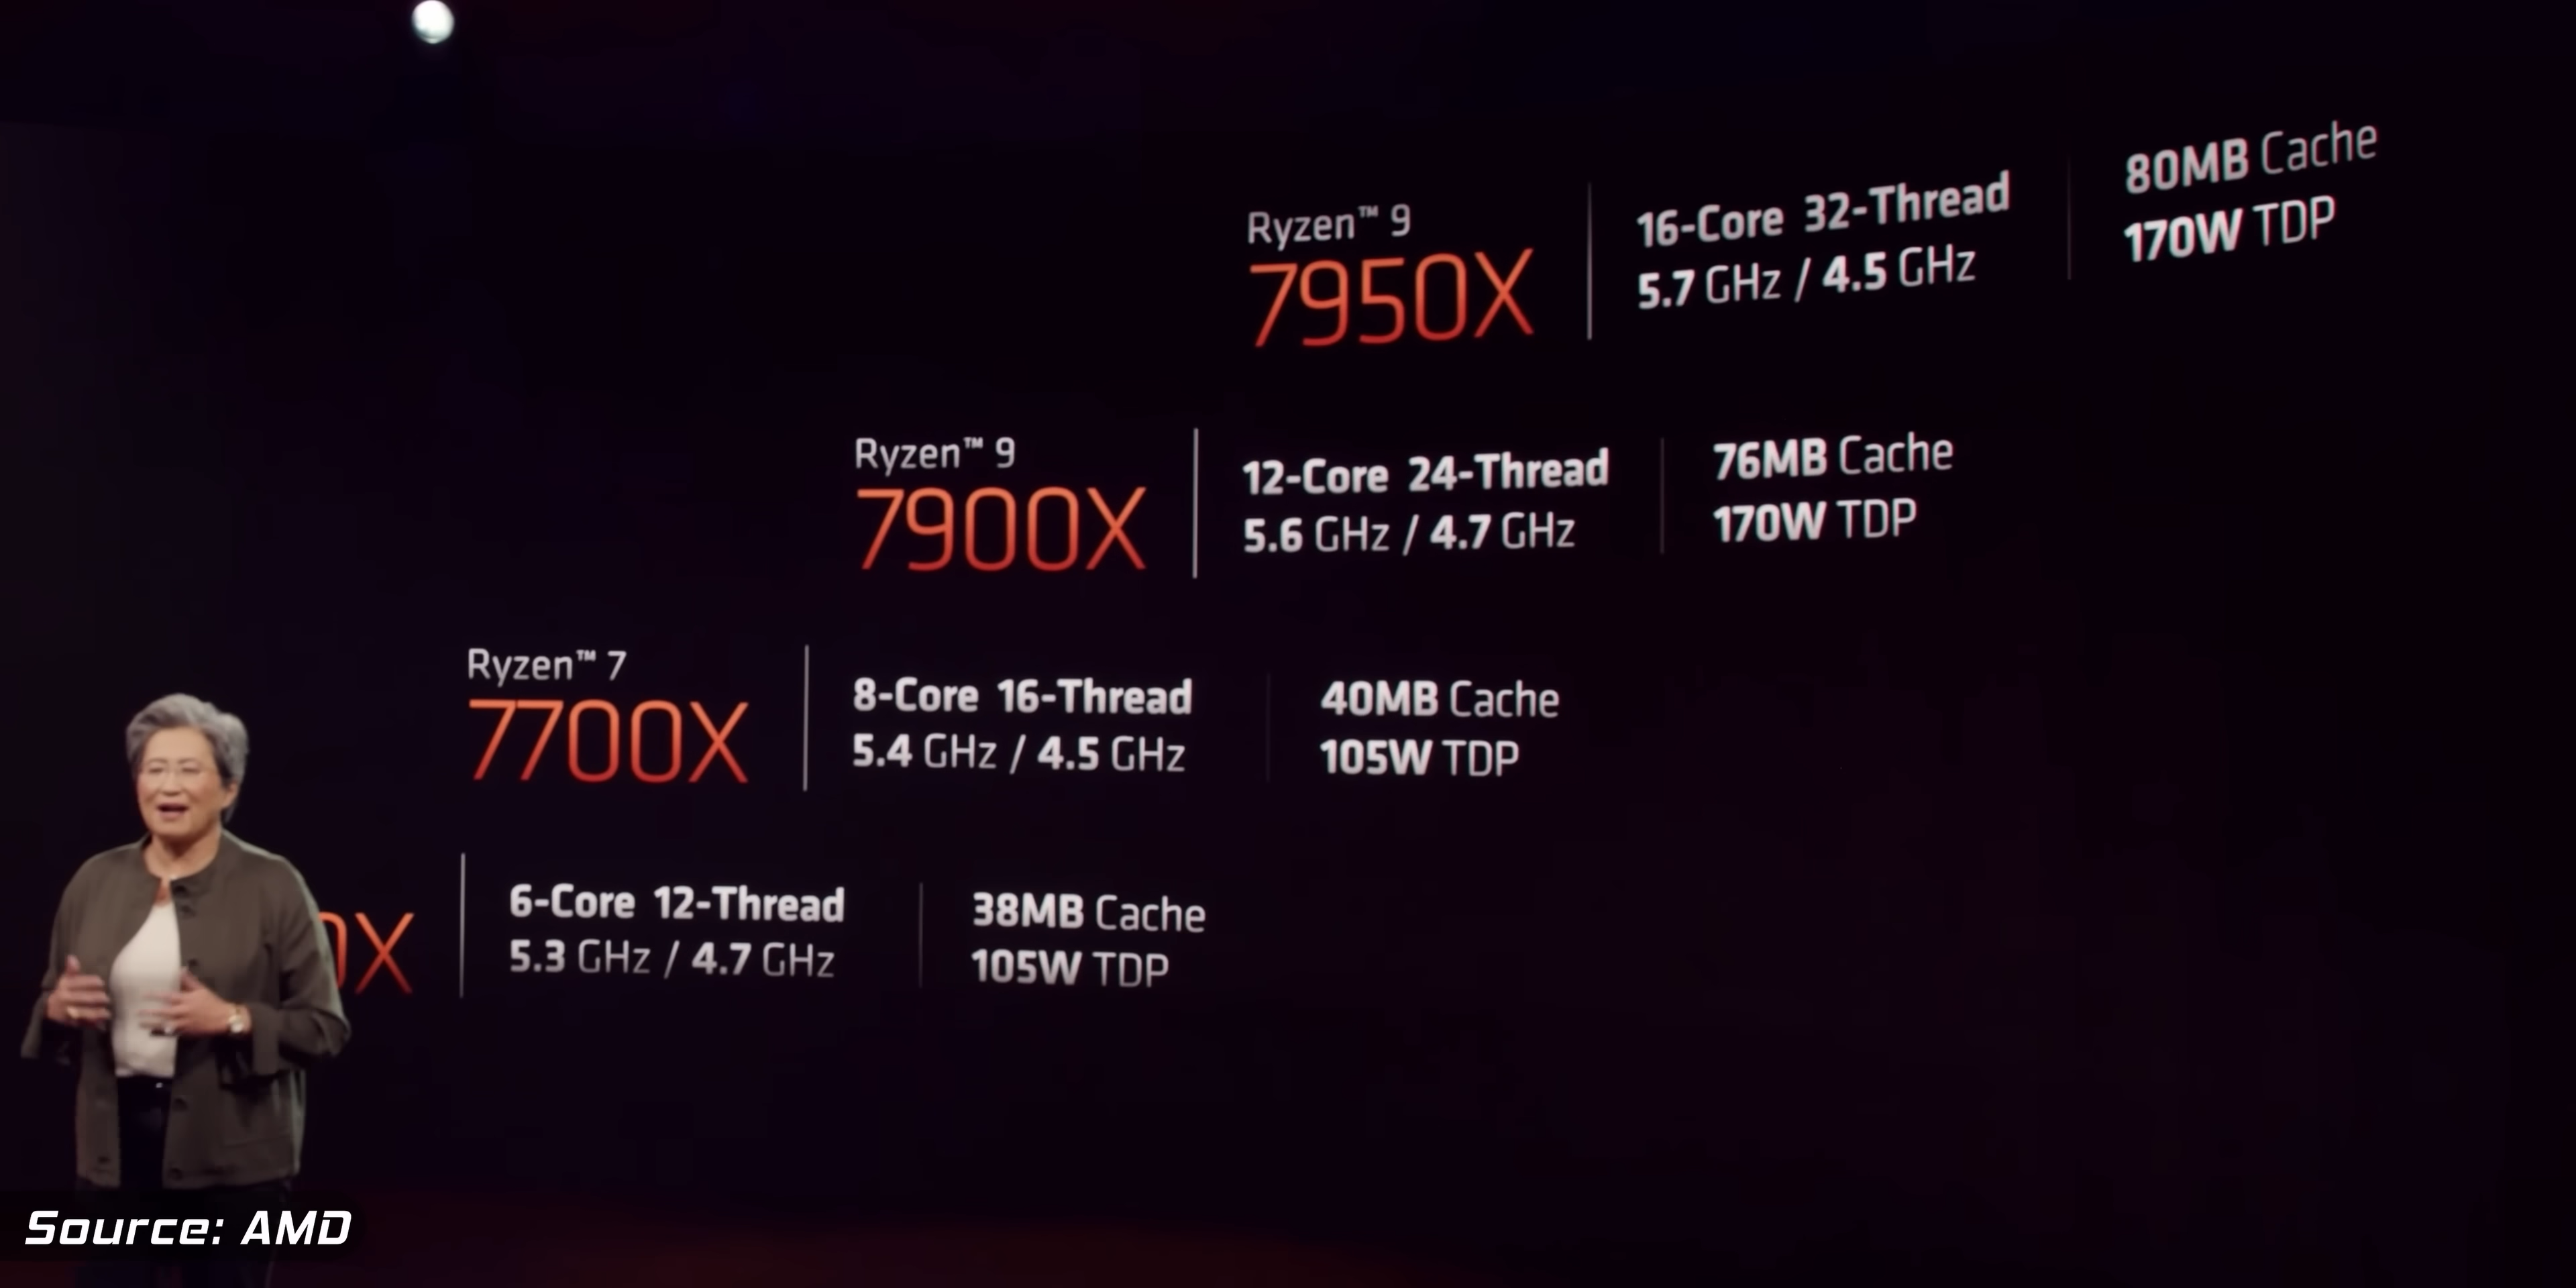 Ryzen™ 9
7950X
16-Core 32-Thread
5.7 GHz / 4.5 GHz
80MB Cache
170W TDP
Ryzen™ 9
7900X
12-Core 24-Thread
5.6 GHz / 4.7 GHz
76MB Cache
170W TDP
Ryzen™ 7
7700X
8-Core 16-Thread
5.4 GHz / 4.5 GHz
40MB Cache
105W TDP
0X
6-Core 12-Thread
5.3 GHz / 4.7 GHz
38MB Cache
105W TDP
Source: AMD